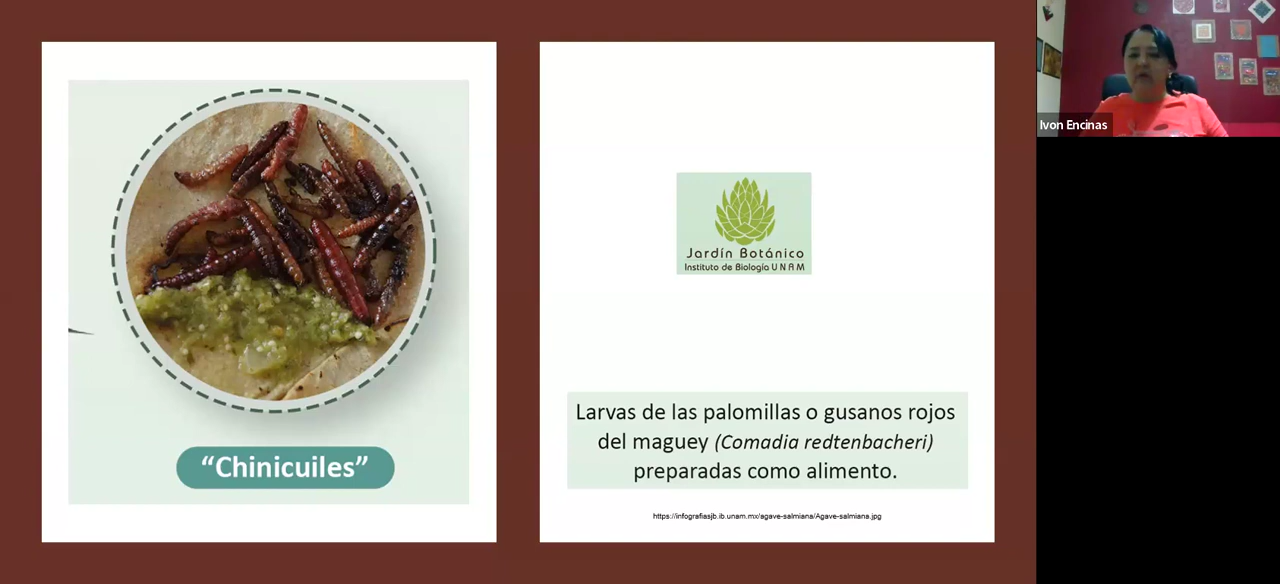 “Chinicuiles”
Jardín Botánico
Instituto de Biología UNAM
Larvas de las palomillas o gusanos rojos
del maguey (Comadia redtenbacheri)
preparadas como alimento.
https://infografiasjb.ib.unam.mx/agave-salmiana/Agave-salmiana.jpg
Ivon Encinas